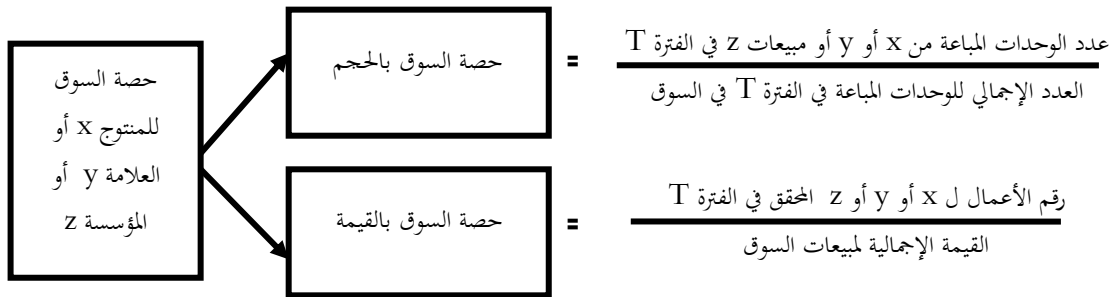 حصة السوق
للمنتوج x أو
العلامة y أو
المؤسسة z
حصة السوق بالحجم
=
عدد الوحدات المباعة من x أو y أو مبيعات z في الفترة T
العدد الإجمالي للوحدات المباعة في الفترة T في السوق
حصة السوق بالقيمة
=
رقم الأعمال ل x أو y أو z المحقق في الفترة T
القيمة الإجمالية لمبيعات السوق